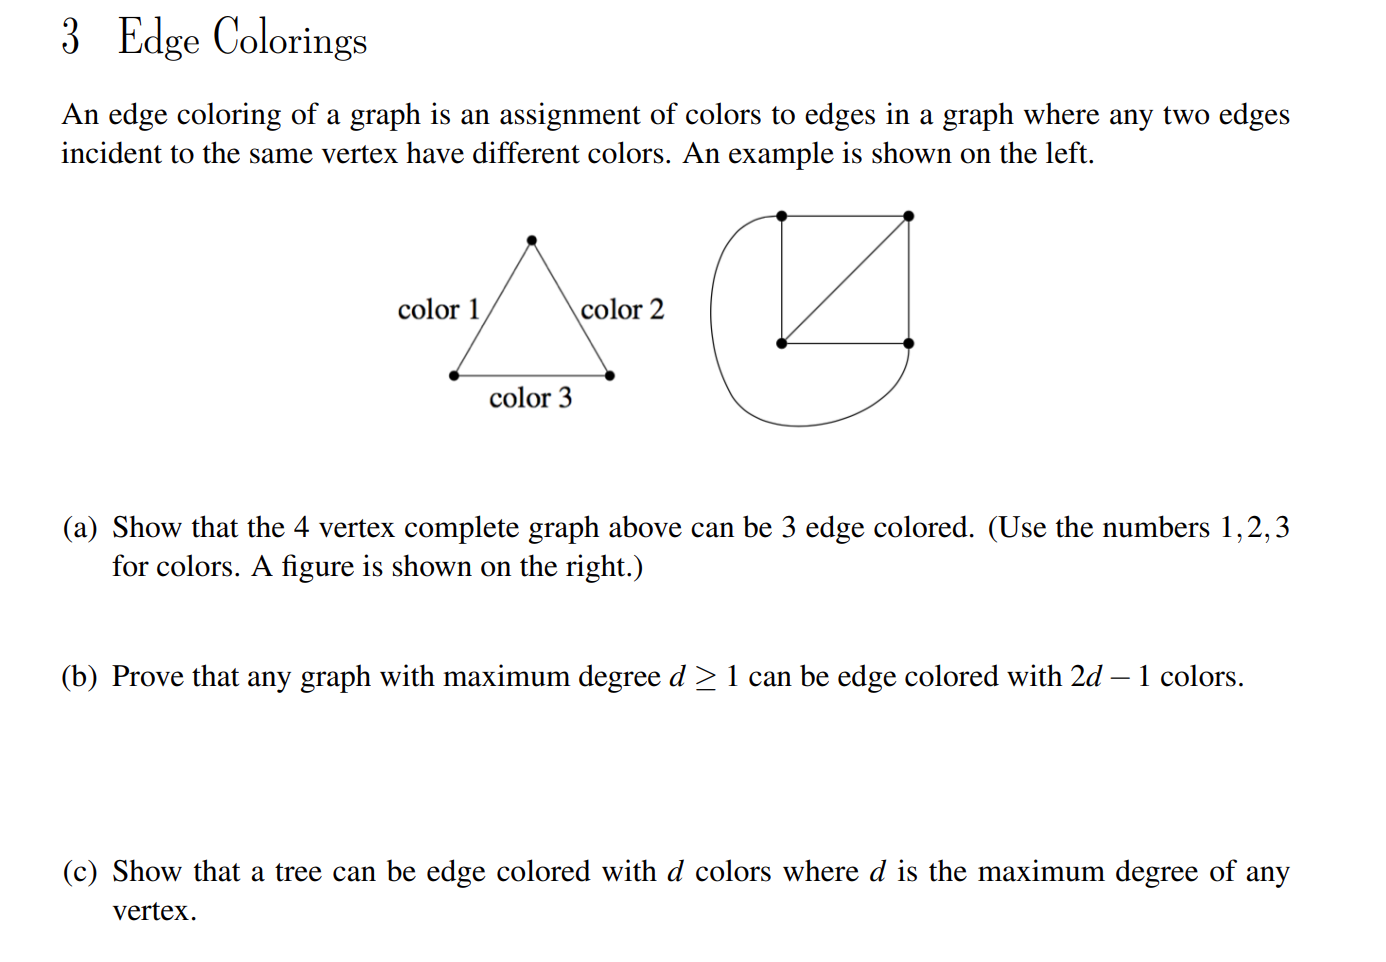 3 Edge Colorings
An edge coloring of a graph is an assignment of colors to edges in a graph where any two edges
incident to the same vertex have different colors. An example is shown on the left.
color 1
color 2
color 3
(a) Show that the 4 vertex complete graph above can be 3 edge colored. (Use the numbers 1,2,3
for colors. A figure is shown on the right.)
(b) Prove that any graph with maximum degree d ≥ 1 can be edge colored with 2d − 1 colors.
(c) Show that a tree can be edge colored with d colors where d is the maximum degree of any
vertex.